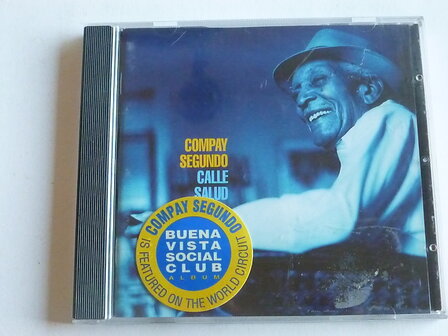 COMPAY
SEGUNDO
CALLE
SALUD
COMPAY SEGUNDO
BUENA
VISTA
SOCIAL
CLUB
ALBUM
IS FEATURED ON THE WORLD CIRCUIT